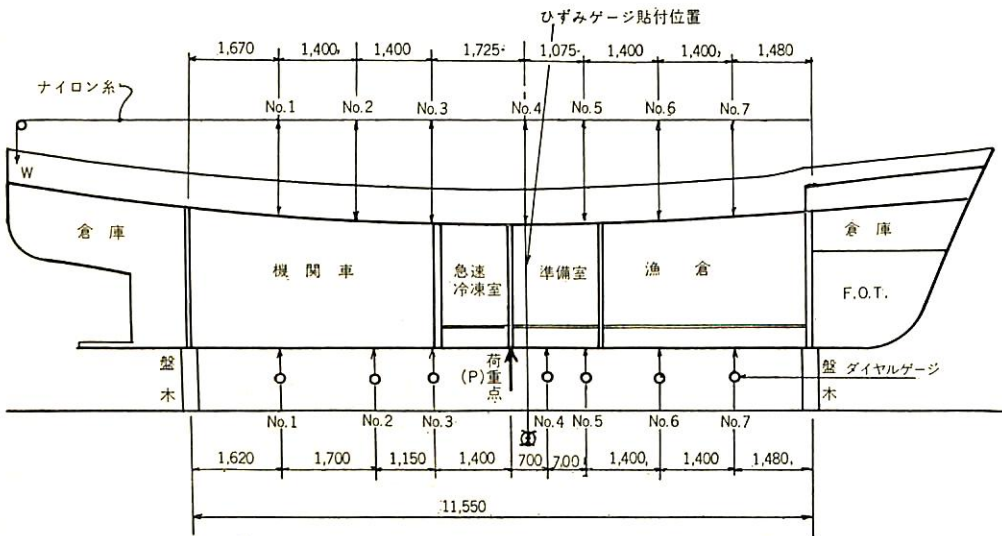 ひずみゲージ貼付位置
1,670 1,400 1,400 1,725 1,075 1,400 1,400 1,480
ナイロン糸
No.1 No.2 No.3 No.4 No.5 No.6 No.7
W
倉庫
機関車
急速
冷凍室
準備室
漁倉
倉庫
F.O.T.
盤木
荷重点
(P)
盤木
ダイヤルゲージ
No.1 No.2 No.3 No.4 No.5 No.6 No.7
1,620 1,700 1,150 1,400 700 700 1,400 1,400 1,480
11,550